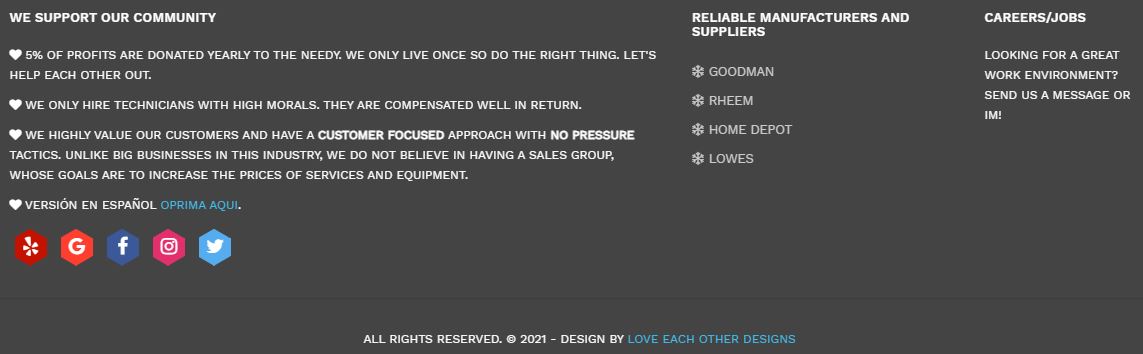 WE SUPPORT OUR COMMUNITY
5% OF PROFITS ARE DONATED YEARLY TO THE NEEDY. WE ONLY LIVE ONCE SO DO THE RIGHT THING. LET'S
HELP EACH OTHER OUT.
WE ONLY HIRE TECHNICIANS WITH HIGH MORALS. THEY ARE COMPENSATED WELL IN RETURN.
WE HIGHLY VALUE OUR CUSTOMERS AND HAVE A CUSTOMER FOCUSED APPROACH WITH NO PRESSURE
TACTICS. UNLIKE BIG BUSINESSES IN THIS INDUSTRY, WE DO NOT BELIEVE IN HAVING A SALES GROUP,
WHOSE GOALS ARE TO INCREASE THE PRICES OF SERVICES AND EQUIPMENT.
VERSIÓN EN ESPAÑOL OPRIMA AQUI.
RELIABLE MANUFACTURERS AND
SUPPLIERS
GOODMAN
RHEEM
HOME DEPOT
LOWES
CAREERS/JOBS
LOOKING FOR A GREAT
WORK ENVIRONMENT?
SEND US A MESSAGE OR
IM!
ALL RIGHTS RESERVED. © 2021 - DESIGN BY LOVE EACH OTHER DESIGNS